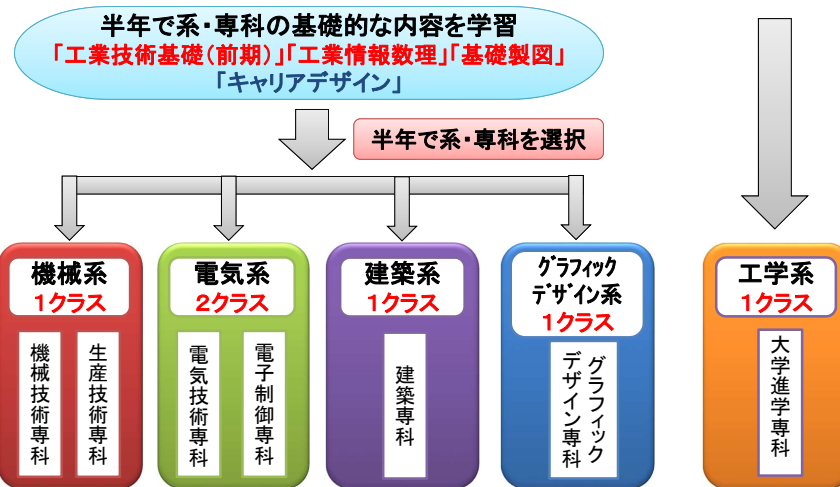 半年で系・専科の基礎的な内容を学習
「工業技術基礎(前期)」「工業情報数理」「基礎製図」
「キャリアデザイン」
半年で系・専科を選択
機械系
1クラス
機械技術専科
生産技術専科
電気系
2クラス
電気技術専科
電子制御専科
建築系
1クラス
建築専科
グラフィック
デザイン系
1クラス
グラフィック
デザイン専科
工学系
1クラス
大学進学専科